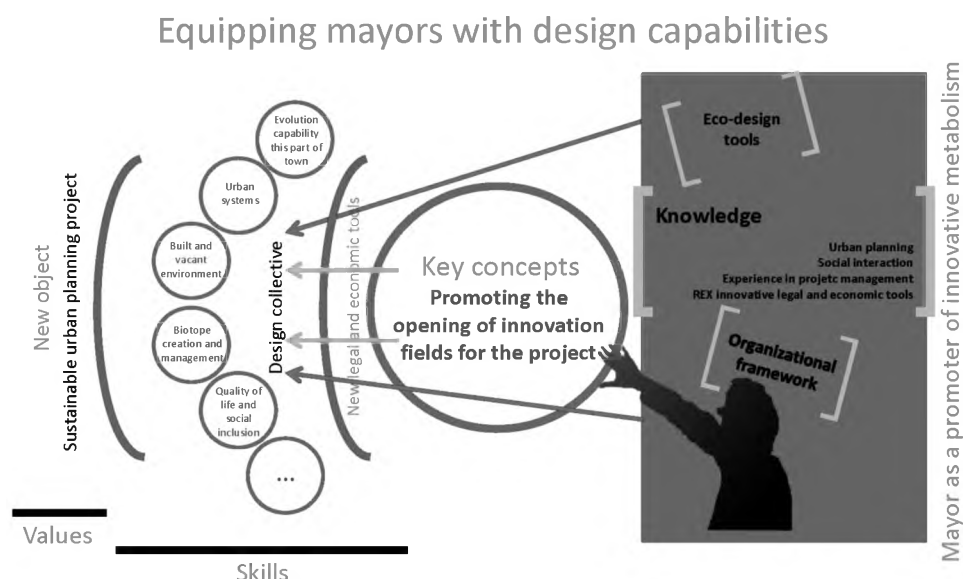 Equipping mayors with design capabilities
New object
Sustainable urban planning project
Evolution
capability
this part of
town
Urban
systems
Built and
vacant
environment
Biotope
creation and
management
Quality of
life and
social
inclusion
...
Design collective
New legal and economic tools
Key concepts
Promoting the
opening of innovation
fields for the project
Eco-design
tools
Knowledge
Urban planning
Social interaction
Experience in projetc management
REX innovative legal and economic tools
Organizational
framework
Mayor as a promoter of innovative metabolism
Values
Skills